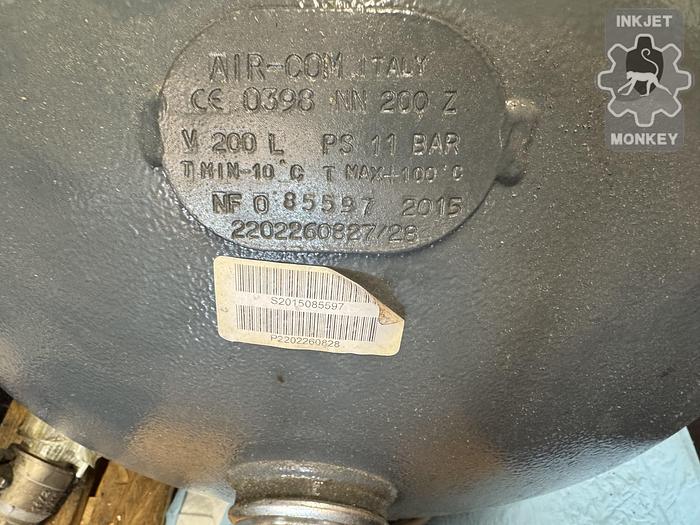 INKJET
MONKEY
AIR-COM ITALY
CE 0398 NN 200 Z
V 200 L PS 11 BAR
T MIN-10°C T MAX+100°C
NF 0 85597 2015
2202260827/28
S2015085597
P2202260828